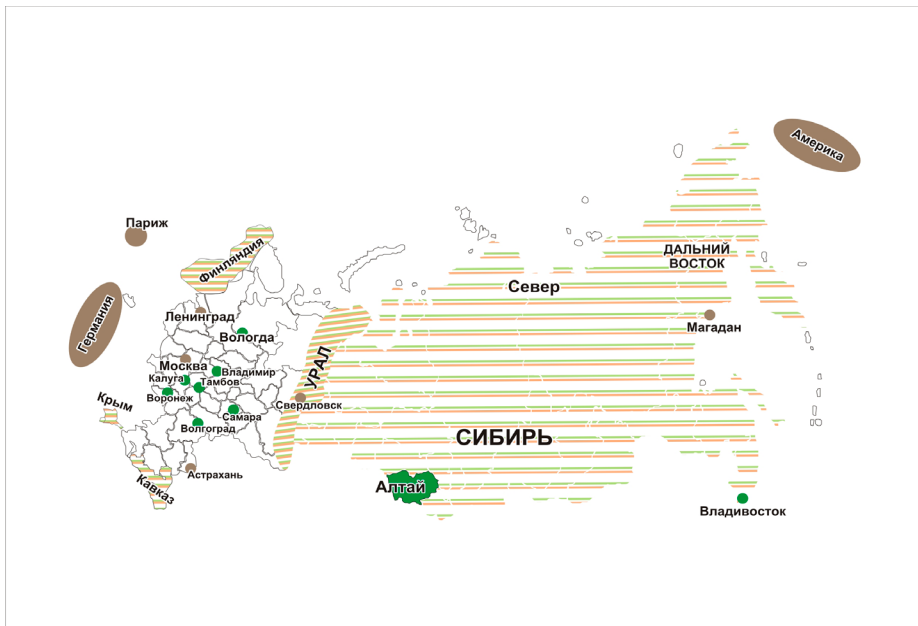 Америка
Париж
Финляндия
ДАЛЬНИЙ
ВОСТОК
Север
Германия
Ленинград
Магадан
Вологда
УРАЛ
Москва
Владимир
Калуга
Тамбов
Воронеж
Свердловск
Крым
Самара
Волгоград
СИБИРЬ
Астрахань
Кавказ
Алтай
Владивосток